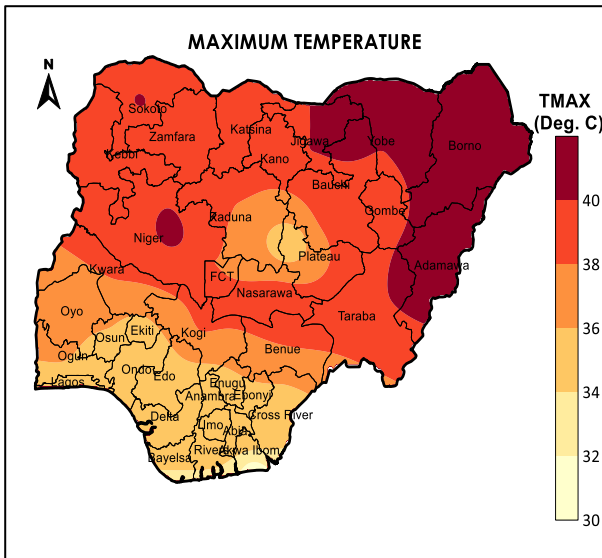 MAXIMUM TEMPERATURE
N
TMAX
(Deg. C)
40
38
36
34
32
30
Sokoto
Zamfara
Katsina
Jigawa
Yobe
Borno
Kebbi
Kano
Bauchi
Gombe
Kaduna
Niger
Plateau
Adamawa
Kwara
FCT
Nasarawa
Taraba
Oyo
Ekiti
Kogi
Osun
Benue
Ogun
Ondo
Edo
Lagos
Enugu
Anambra
Ebonyi
Delta
Cross River
Imo
Abia
Bayelsa
Rivers
Akwa Ibom